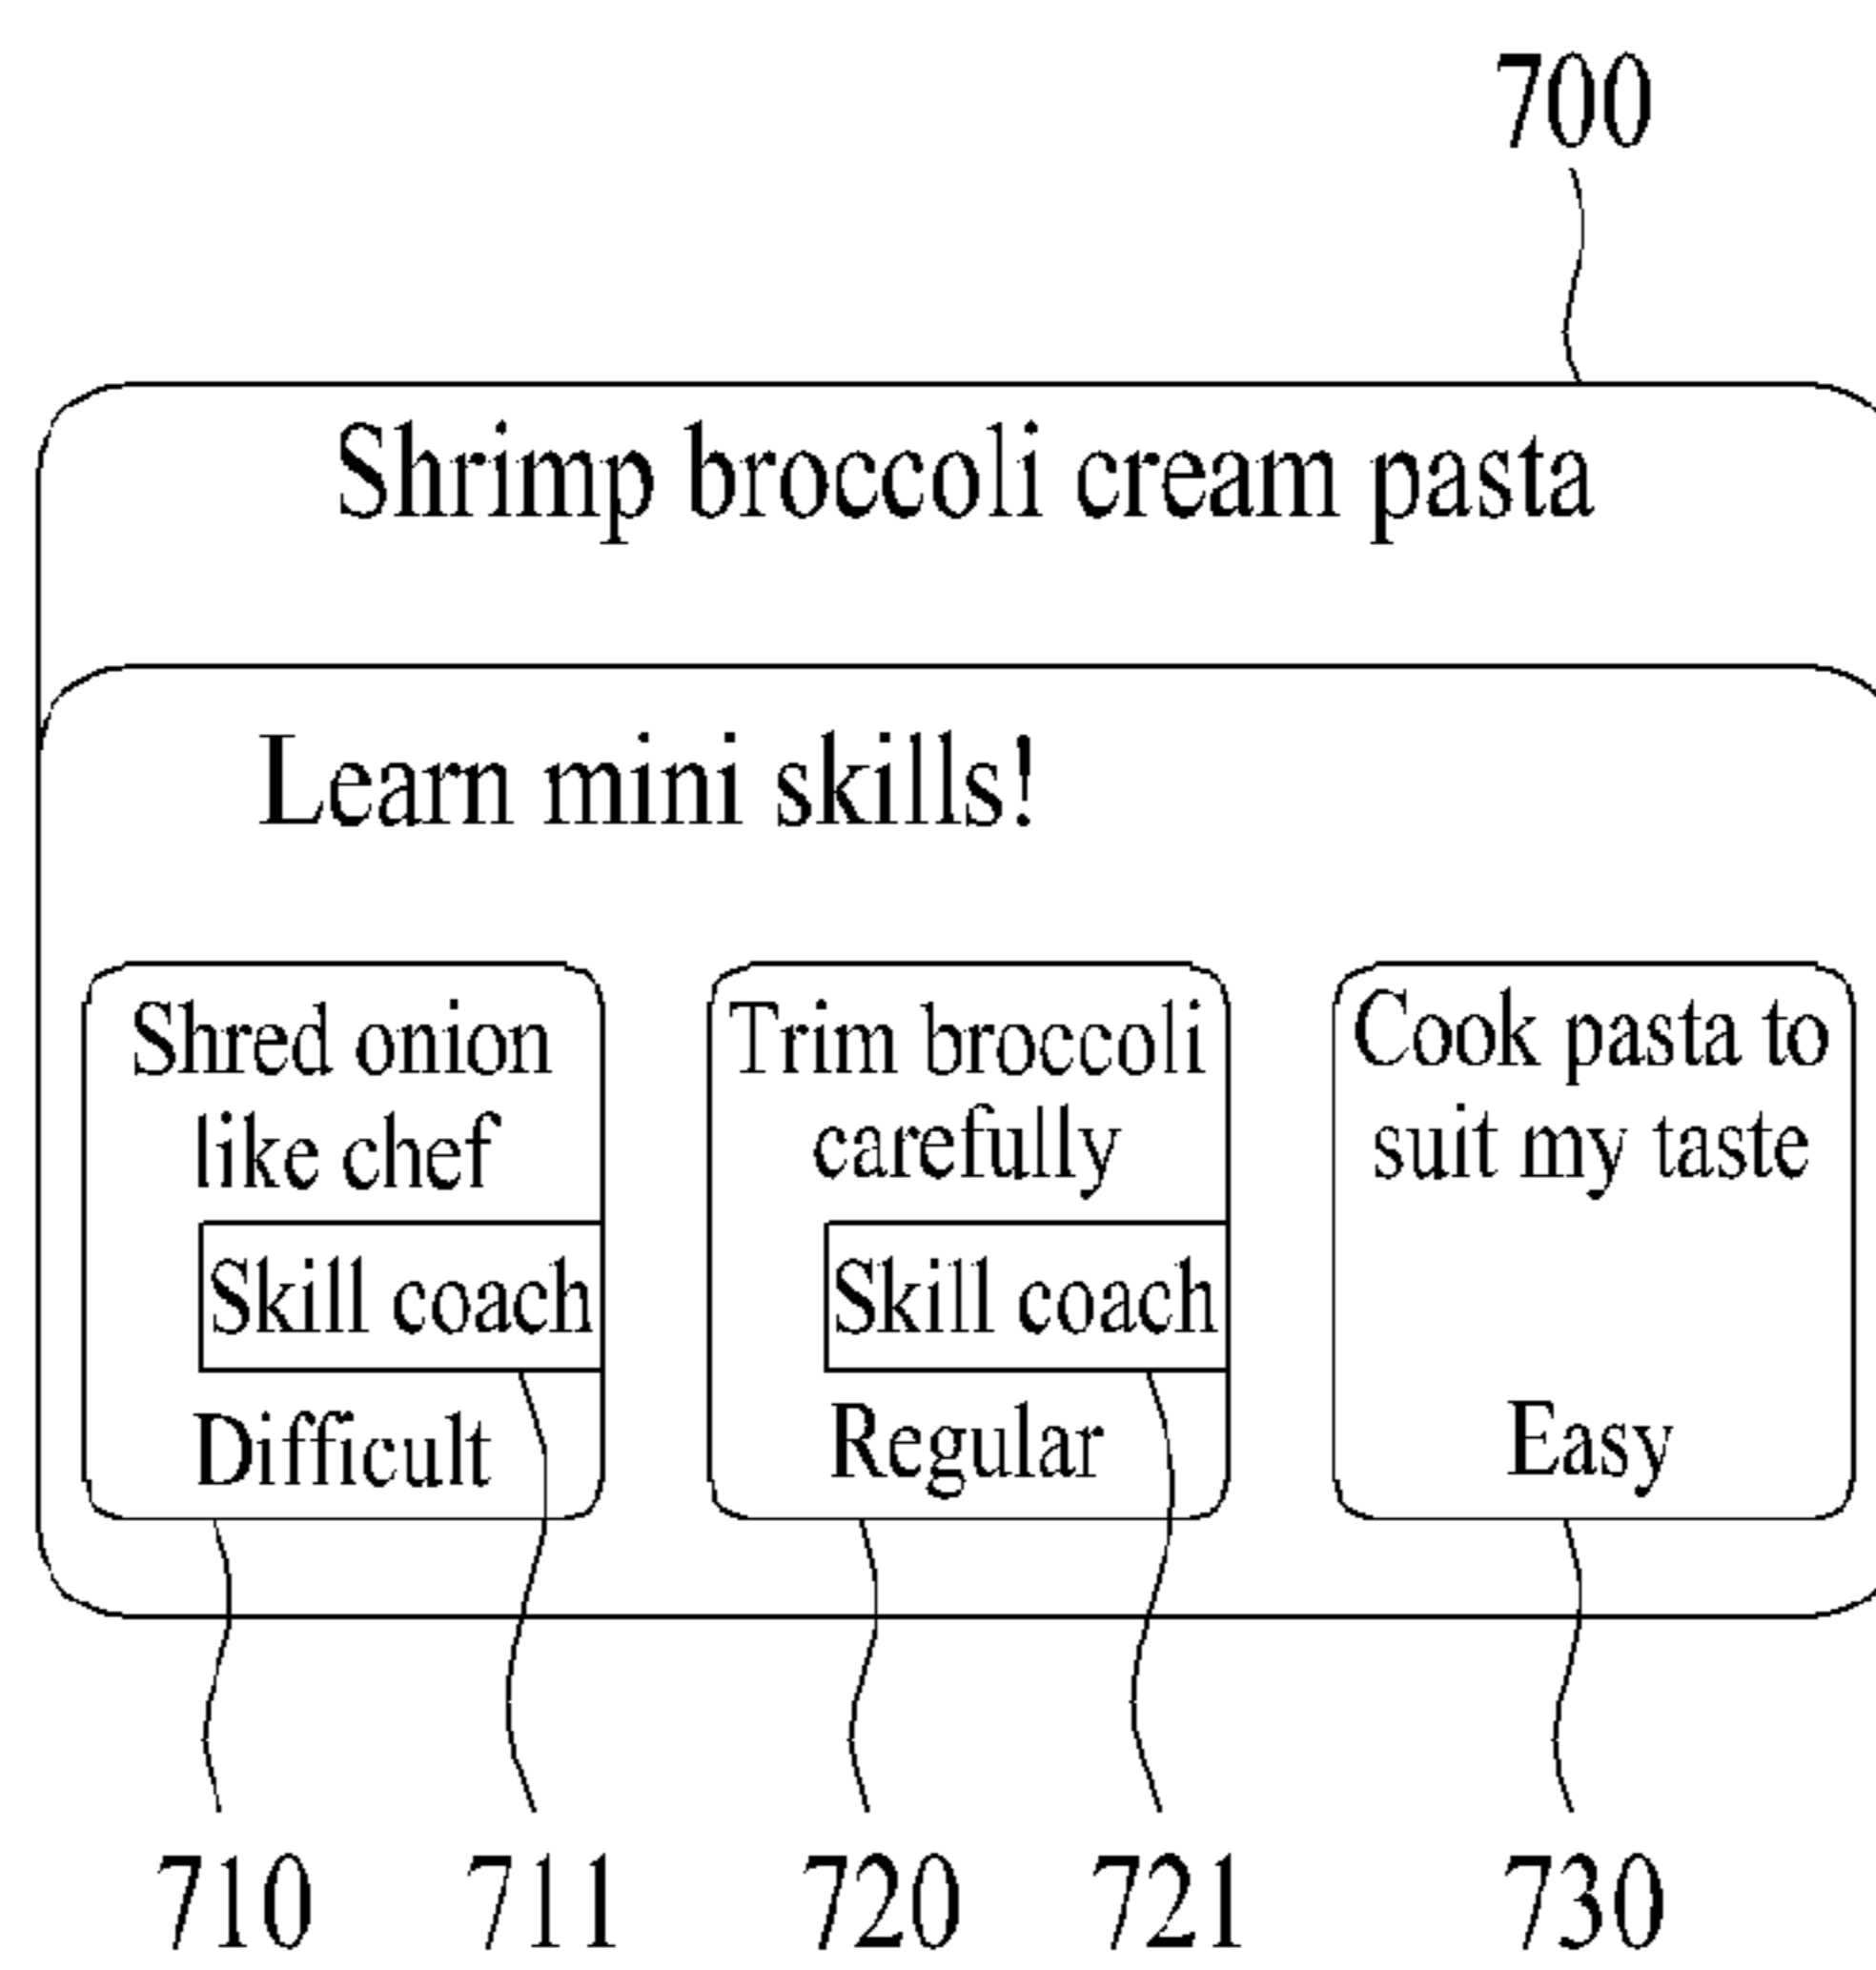 700
Shrimp broccoli cream pasta
Learn mini skills!
Shred onion
like chef
Skill coach
Difficult
Trim broccoli
carefully
Skill coach
Regular
Cook pasta to
suit my taste
Easy
710
711
720
721
730